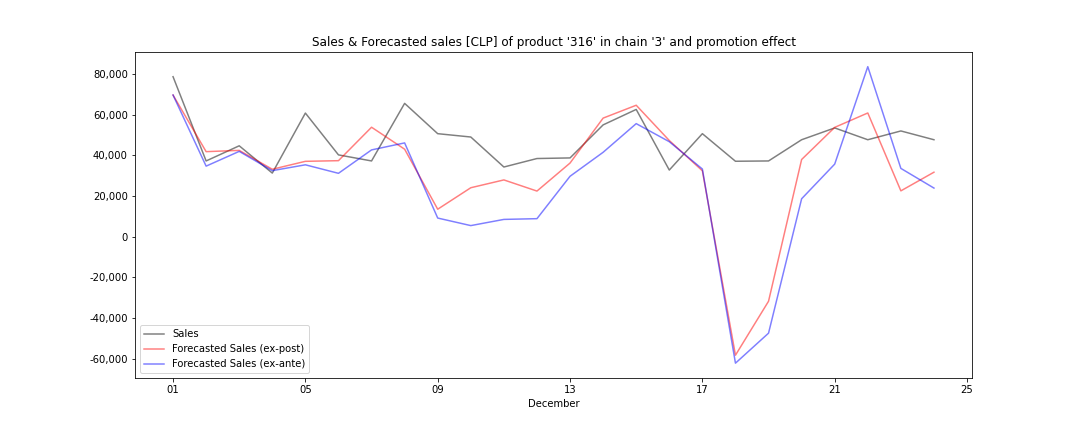 Sales & Forecasted sales [CLP] of product '316' in chain '3' and promotion effect
80,000
60,000
40,000
20,000
0
-20,000
-40,000
-60,000
Sales
Forecasted Sales (ex-post)
Forecasted Sales (ex-ante)
01 05 09 13 17 21 25
December